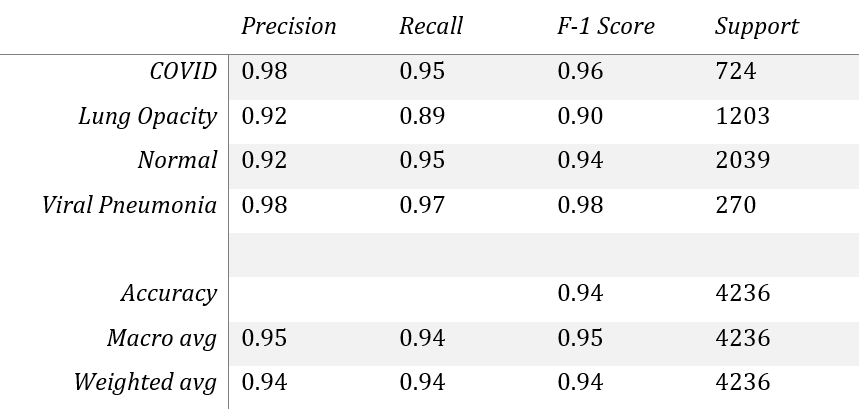 Precision Recall F-1 Score Support
COVID 0.98 0.95 0.96 724
Lung Opacity 0.92 0.89 0.90 1203
Normal 0.92 0.95 0.94 2039
Viral Pneumonia 0.98 0.97 0.98 270
Accuracy 0.94 4236
Macro avg 0.95 0.94 0.95 4236
Weighted avg 0.94 0.94 0.94 4236